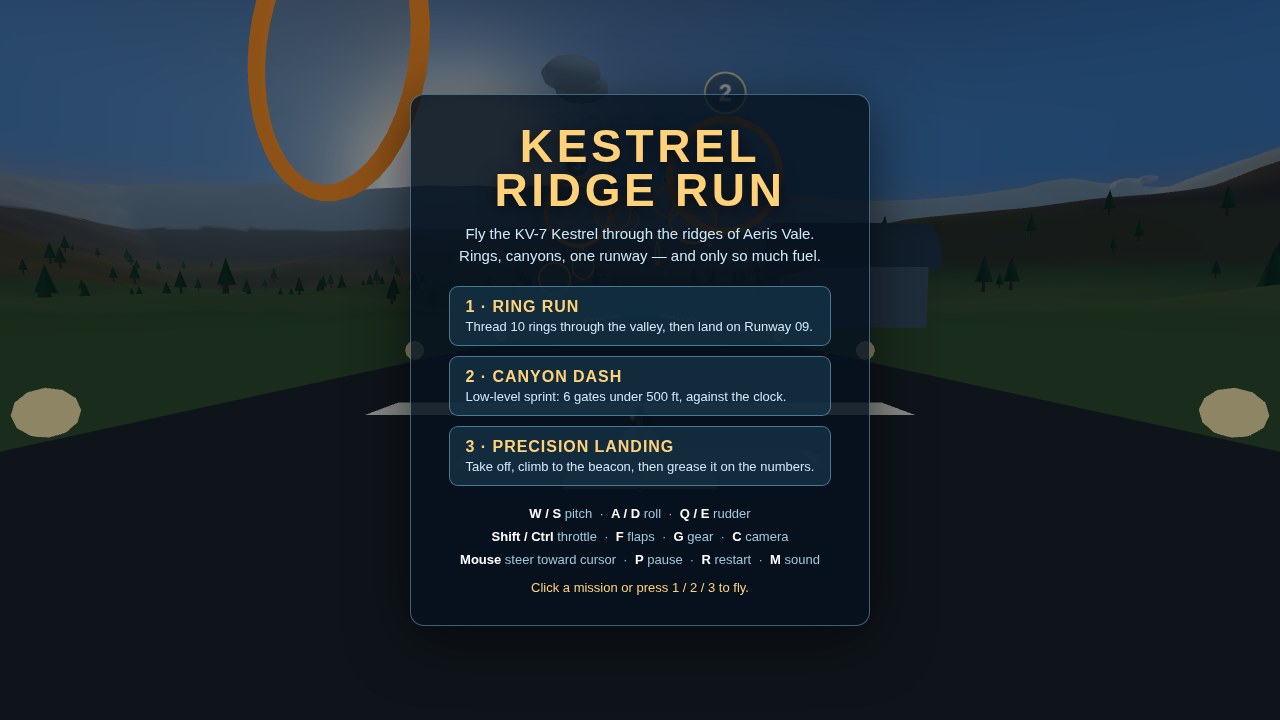 2
KESTREL
RIDGE RUN
Fly the KV-7 Kestrel through the ridges of Aeris Vale.
Rings, canyons, one runway — and only so much fuel.
1 · RING RUN
Thread 10 rings through the valley, then land on Runway 09.
2 · CANYON DASH
Low-level sprint: 6 gates under 500 ft, against the clock.
3 · PRECISION LANDING
Take off, climb to the beacon, then grease it on the numbers.
W / S pitch · A / D roll · Q / E rudder
Shift / Ctrl throttle · F flaps · G gear · C camera
Mouse steer toward cursor · P pause · R restart · M sound
Click a mission or press 1 / 2 / 3 to fly.